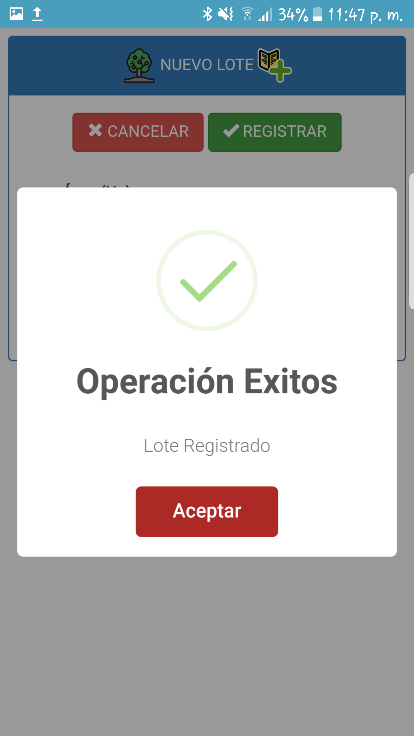 34% 11:47 p. m.
NUEVO LOTE
CANCELAR REGISTRAR
Operación Exitos
Lote Registrado
Aceptar